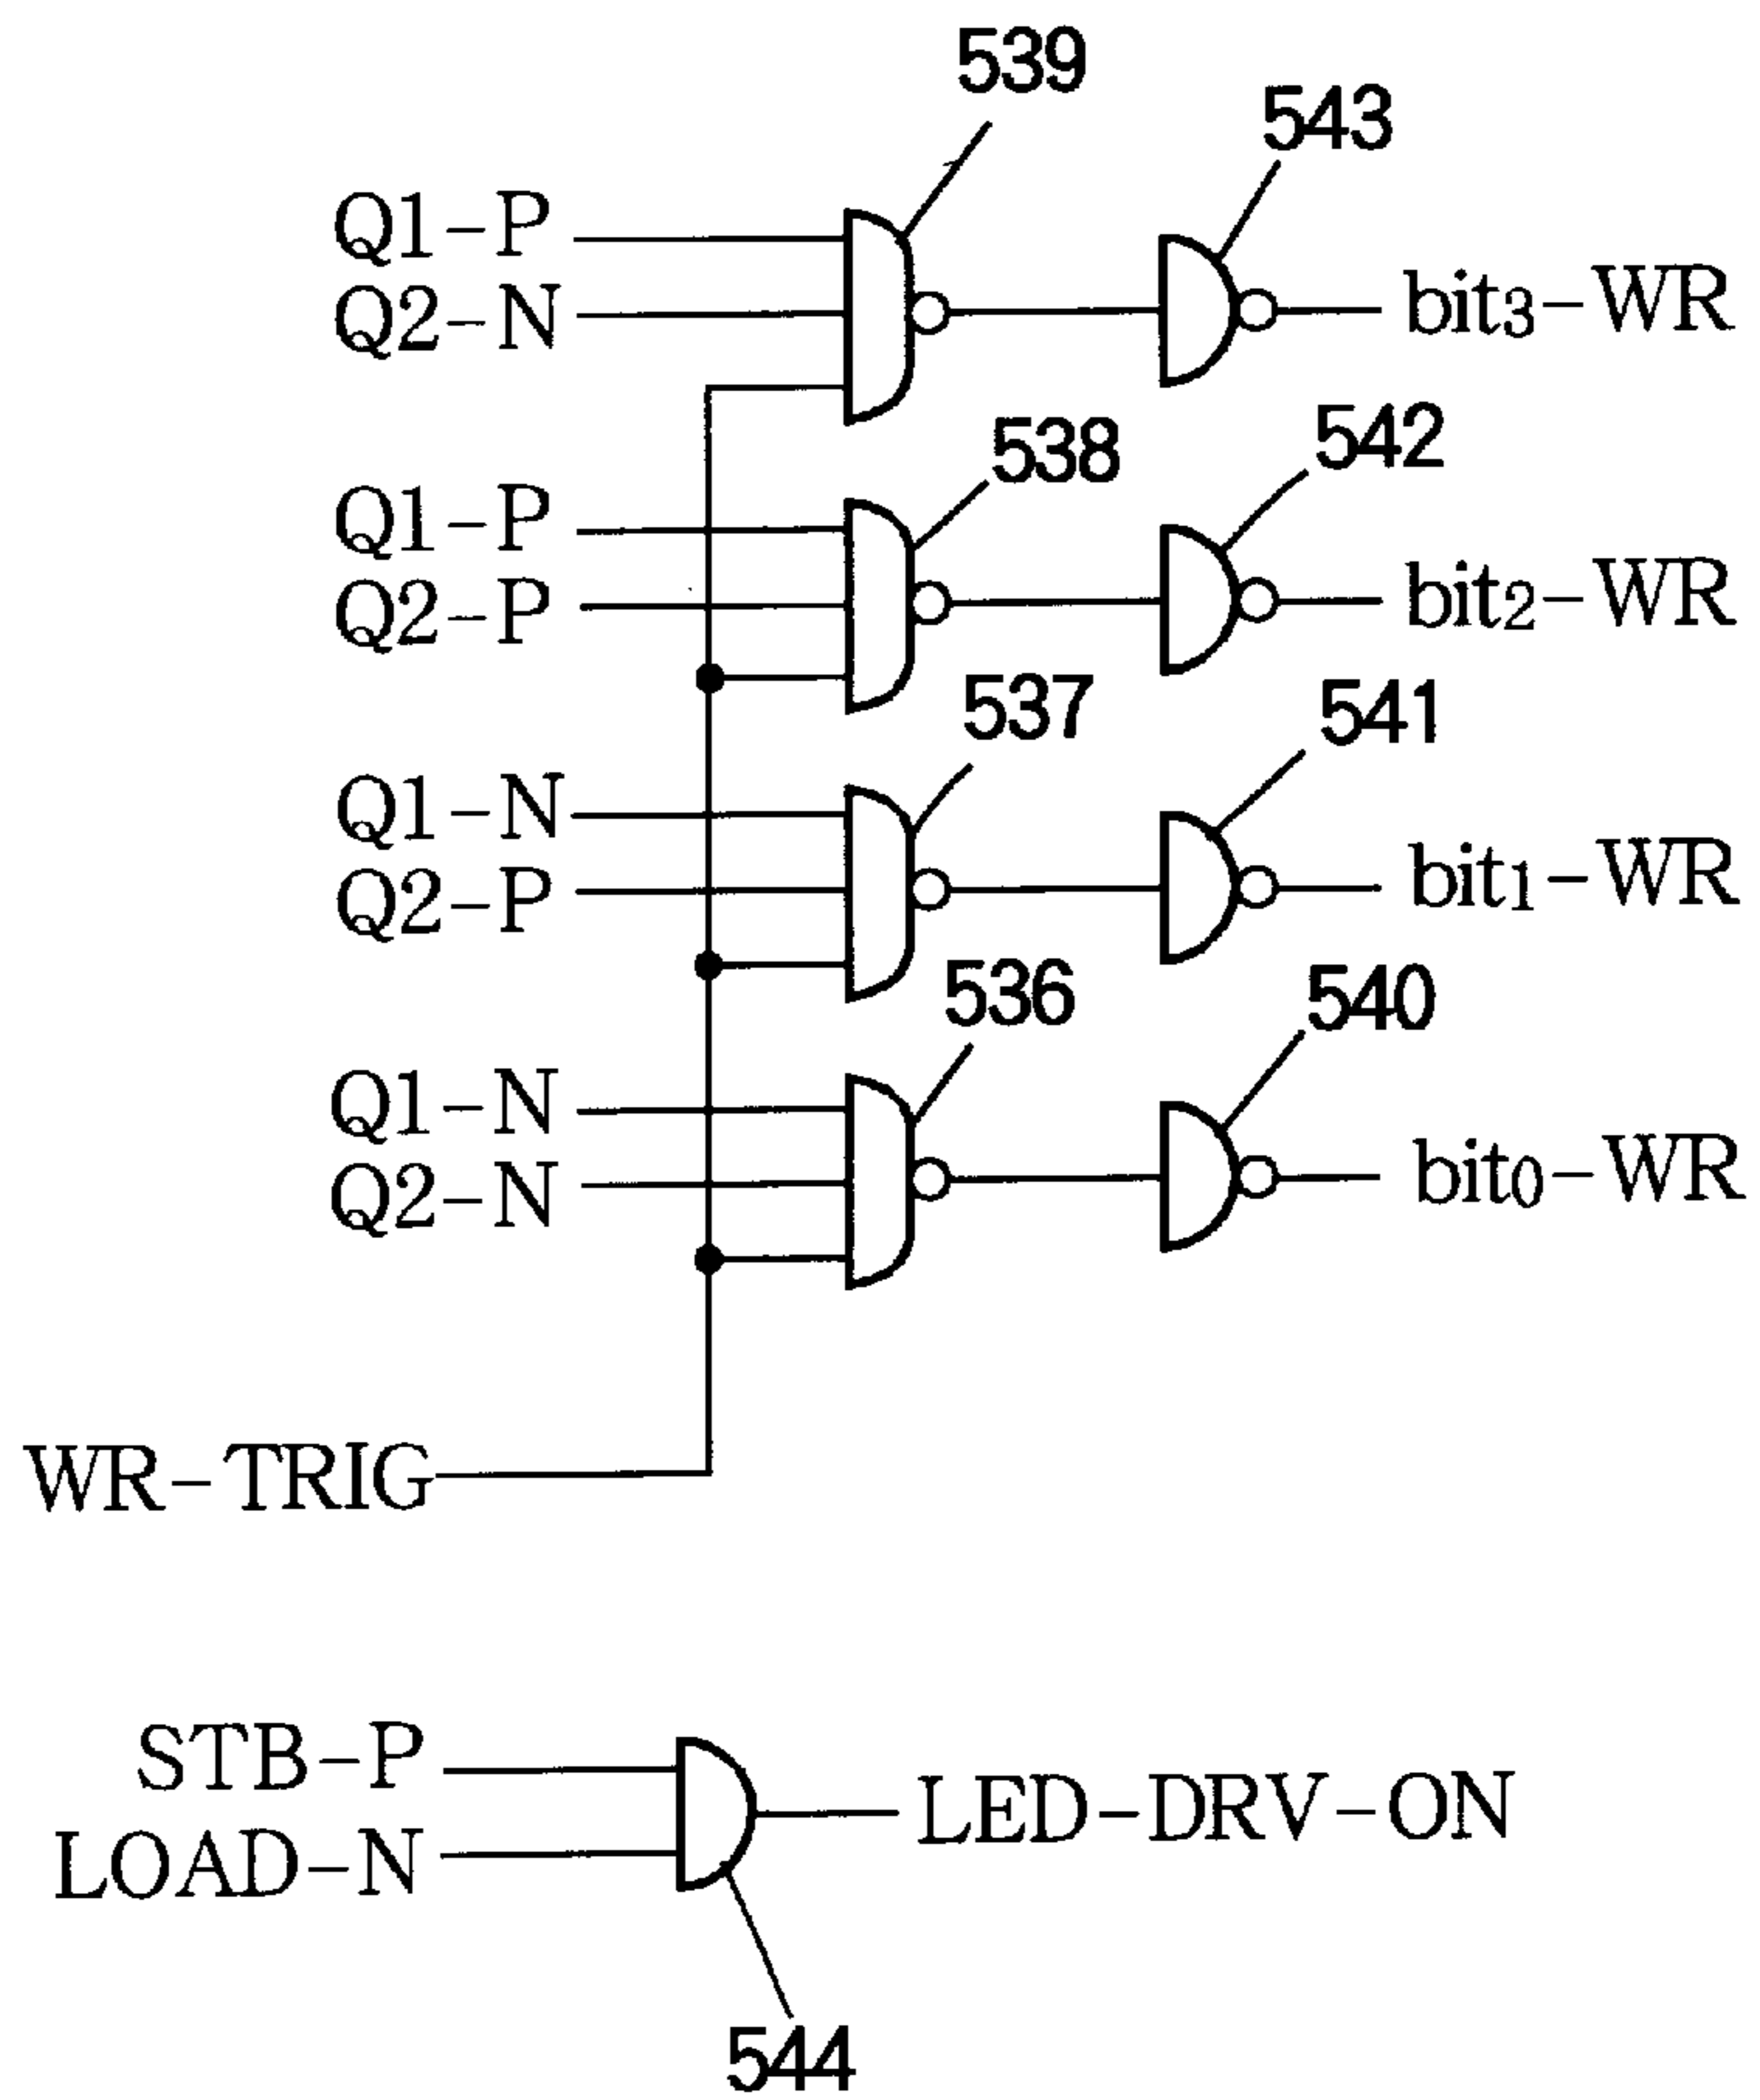 539
543
Q1-P
Q2-N
bit3-WR
538
542
Q1-P
Q2-P
bit2-WR
537
541
Q1-N
Q2-P
bit1-WR
536
540
Q1-N
Q2-N
bit0-WR
WR-TRIG
STB-P
LOAD-N
LED-DRV-ON
544